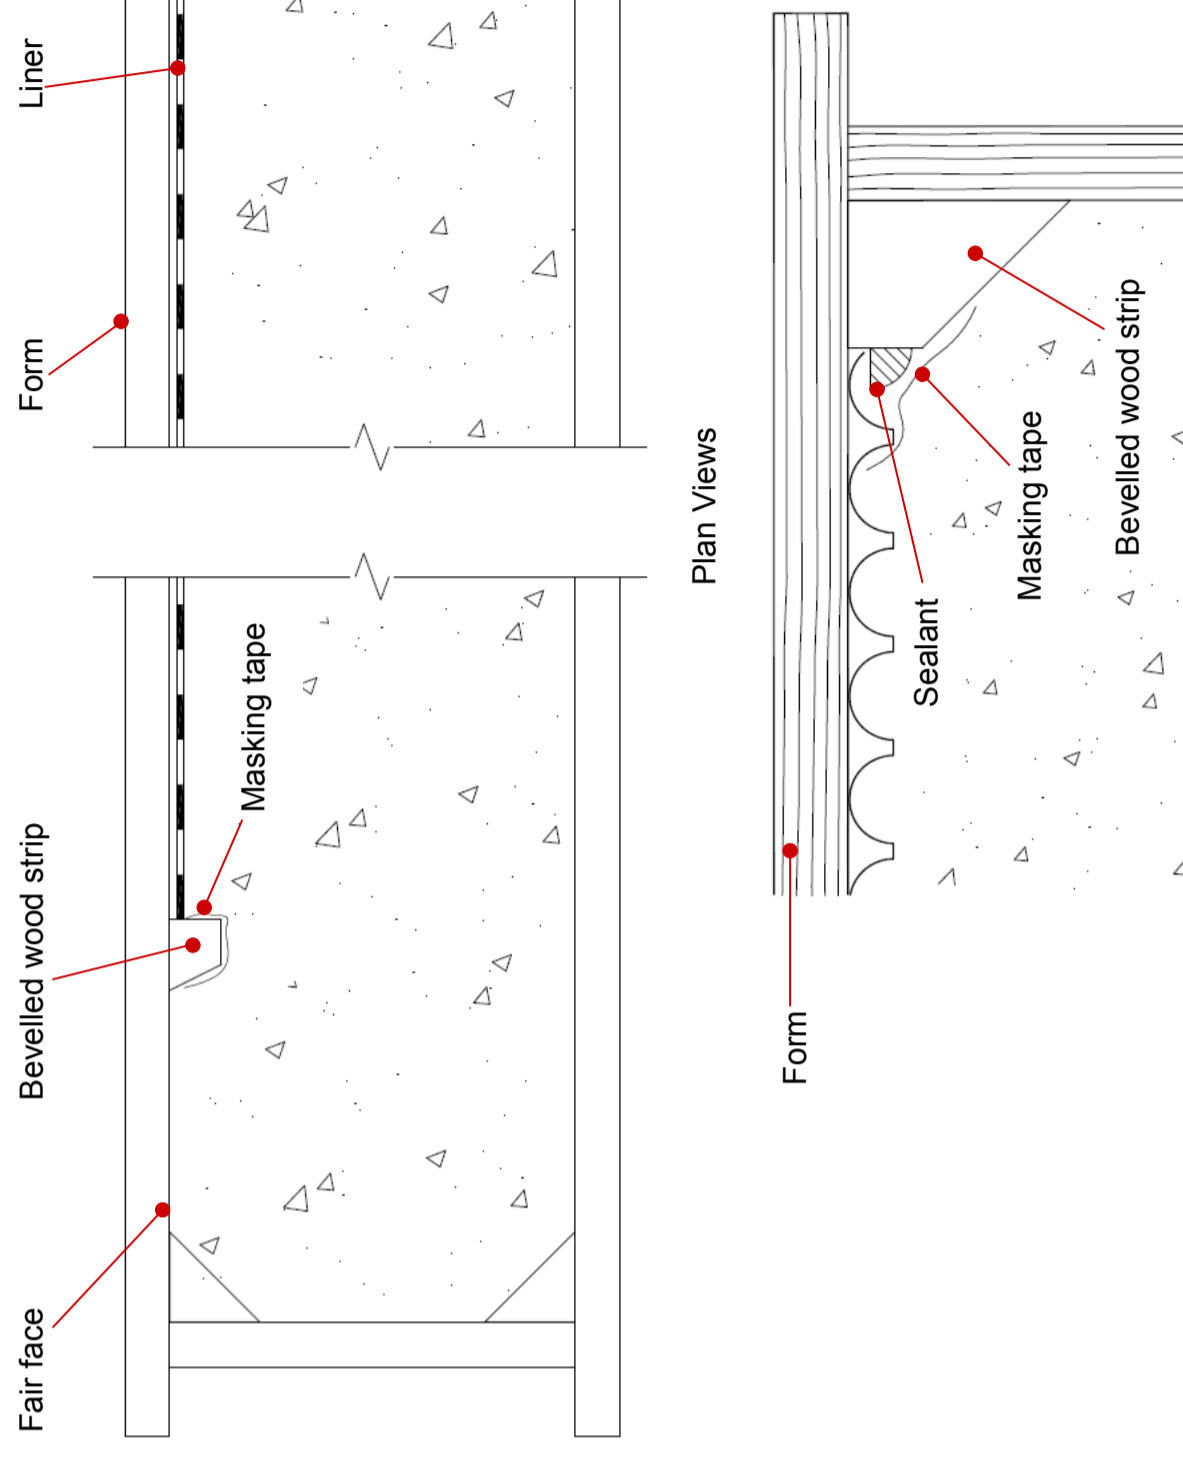 Fair face
Bevelled wood strip
Form
Liner
Masking tape
Plan Views
Form
Sealant
Masking tape
Bevelled wood strip